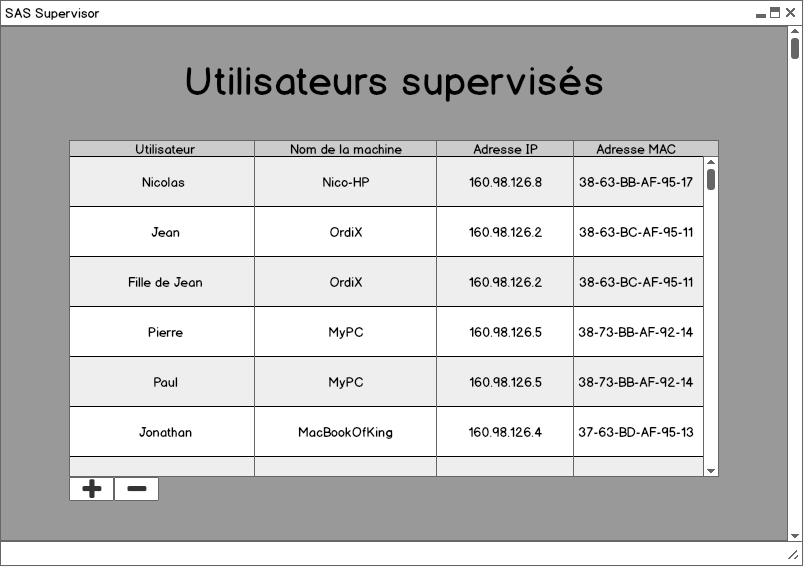 SAS Supervisor
Utilisateurs supervisés
Utilisateur Nom de la machine Adresse IP Adresse MAC
Nicolas Nico-HP 160.98.126.8 38-63-BB-AF-95-17
Jean OrdiX 160.98.126.2 38-63-BC-AF-95-11
Fille de Jean OrdiX 160.98.126.2 38-63-BC-AF-95-11
Pierre MyPC 160.98.126.5 38-73-BB-AF-92-14
Paul MyPC 160.98.126.5 38-73-BB-AF-92-14
Jonathan MacBookOfKing 160.98.126.4 37-63-BD-AF-95-13